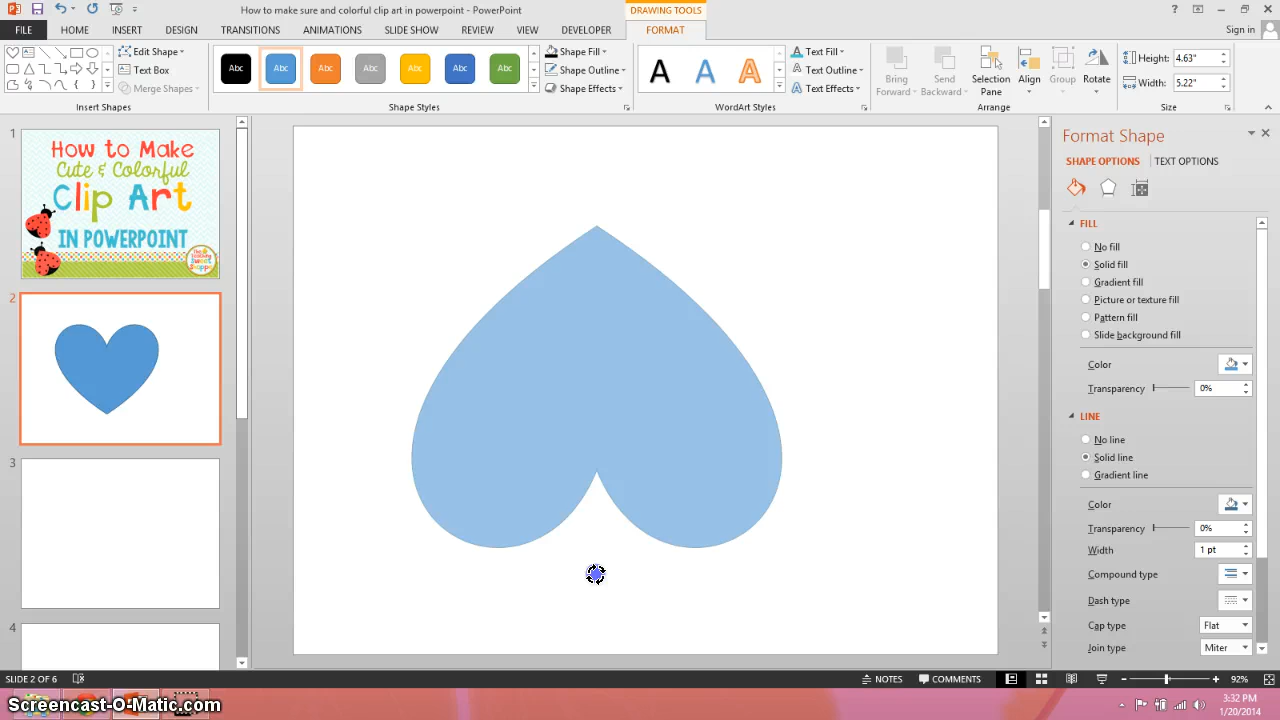 How to make sure and colorful clip art in powerpoint - PowerPoint
DRAWING TOOLS
Sign in
FILE HOME INSERT DESIGN TRANSITIONS ANIMATIONS SLIDE SHOW REVIEW VIEW DEVELOPER FORMAT
Edit Shape
Text Box
Merge Shapes
Insert Shapes
Abc Abc Abc Abc Abc Abc Abc
Shape Fill
Shape Outline
Shape Effects
Shape Styles
A A A
Text Fill
Text Outline
Text Effects
WordArt Styles
Bring Forward
Send Backward
Selection Pane
Align
Group
Rotate
Arrange
Height: 4.63"
Width: 5.22"
Size
1
How to Make
Cute & Colorful
Clip Art
IN POWERPOINT
2
3
4
Format Shape
SHAPE OPTIONS TEXT OPTIONS
FILL
No fill
Solid fill
Gradient fill
Picture or texture fill
Pattern fill
Slide background fill
Color
Transparency 0%
LINE
No line
Solid line
Gradient line
Color
Transparency 0%
Width 1 pt
Compound type
Dash type
Cap type Flat
Join type Miter
SLIDE 2 OF 6
NOTES COMMENTS 92%
Screencast-O-Matic.com
3:32 PM
1/20/2014